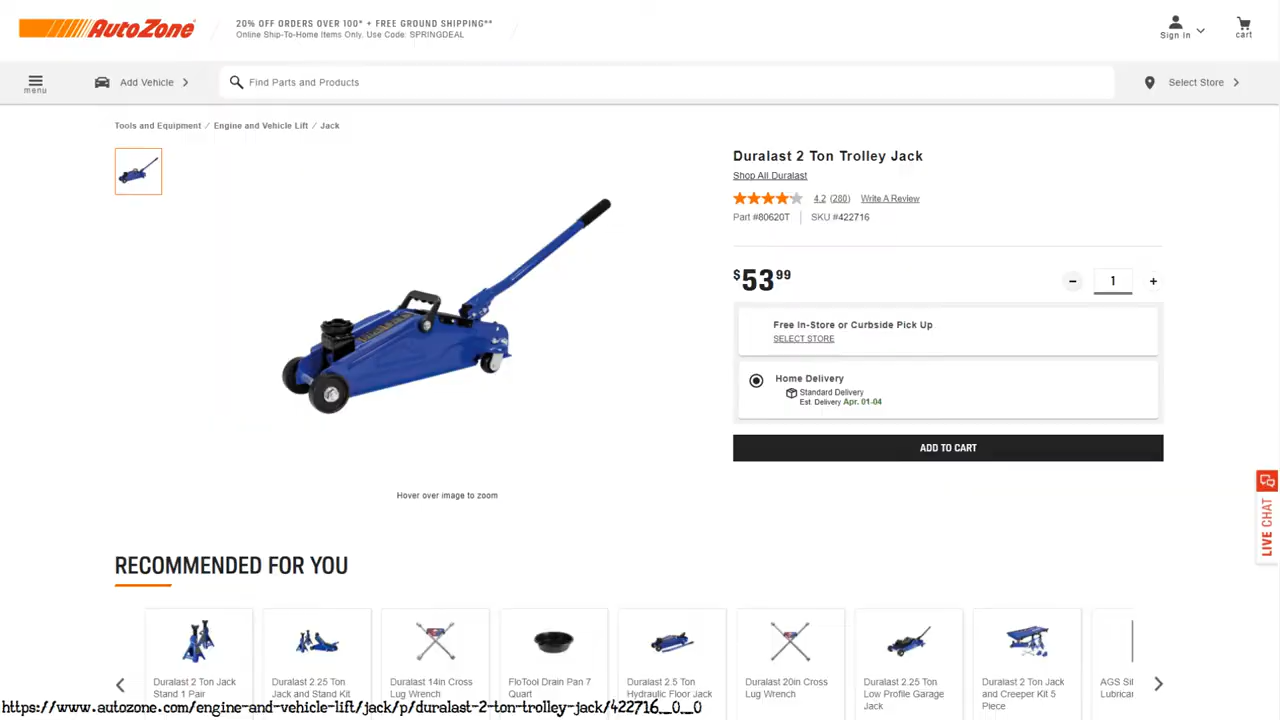 AutoZone
20% OFF ORDERS OVER 100* + FREE GROUND SHIPPING**
Online Ship-To-Home Items Only. Use Code: SPRINGDEAL
Sign In
cart
menu
Add Vehicle
Find Parts and Products
Select Store
Tools and Equipment / Engine and Vehicle Lift / Jack
Duralast 2 Ton Trolley Jack
Shop All Duralast
4.2 (280) Write A Review
Part #80620T SKU #422716
$53 99
− 1 +
Free In-Store or Curbside Pick Up
SELECT STORE
Home Delivery
Standard Delivery
Est. Delivery Apr. 01-04
ADD TO CART
Hover over image to zoom
LIVE CHAT
RECOMMENDED FOR YOU
Duralast 2 Ton Jack
Stand 1 Pair
Duralast 2.25 Ton
Jack and Stand Kit
Duralast 14in Cross
Lug Wrench
FloTool Drain Pan 7
Quart
Duralast 2.5 Ton
Hydraulic Floor Jack
Duralast 20in Cross
Lug Wrench
Duralast 2.25 Ton
Low Profile Garage
Jack
Duralast 2 Ton Jack
and Creeper Kit 5
Piece
AGS Sil
Lubrica
https://www.autozone.com/engine-and-vehicle-lift/jack/p/duralast-2-ton-trolley-jack/422716_0_0